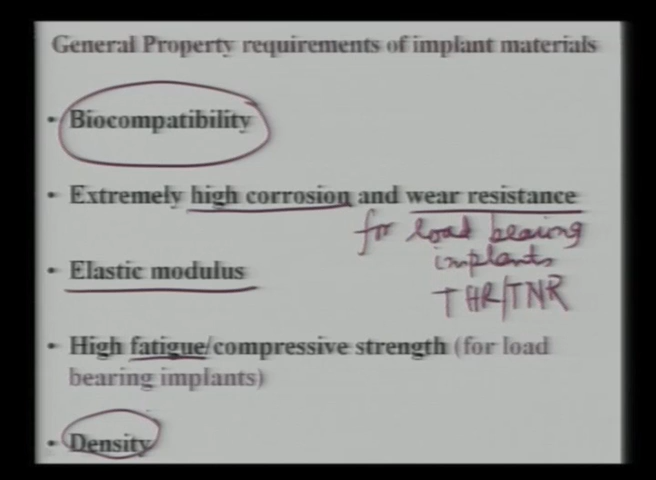 General Property requirements of implant materials
• Biocompatibility
• Extremely high corrosion and wear resistance
for load bearing
implants
THR/TNR
• Elastic modulus
• High fatigue/compressive strength (for load
bearing implants)
• Density